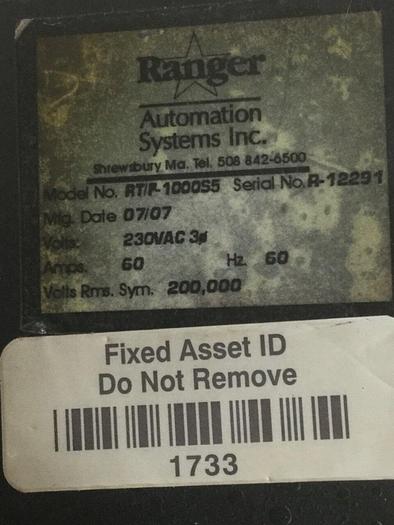 Ranger
Automation
Systems Inc.
Shrewsbury Ma. Tel. 508 842-6500
Model No. RT/F-1000S5 Serial No. R-12291
Mfg. Date 07/07
Volts: 230VAC 3ø
Amps. 60 Hz. 60
Volts Rms. Sym. 200,000
Fixed Asset ID
Do Not Remove
1733